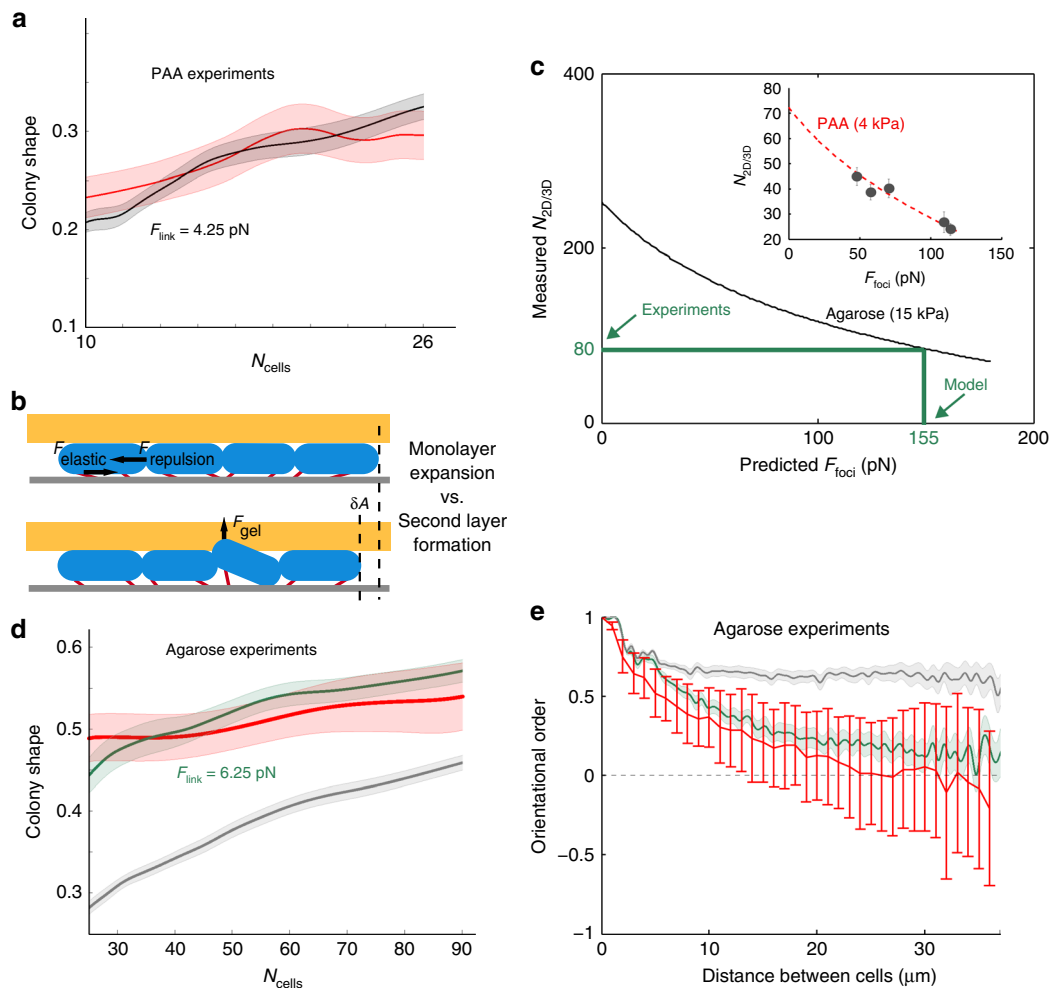 a
PAA experiments
F_link = 4.25 pN
Colony shape
0.3
0.2
0.1
10
26
N_cells
b
F
elastic
F
repulsion
δA
F
gel
Monolayer
expansion
vs.
Second layer
formation
c
400
200
80
0
Measured N_2D/3D
0
100
155
200
Predicted F_foci (pN)
Experiments
Model
Agarose (15 kPa)
PAA (4 kPa)
80
70
60
50
40
30
20
N_2D/3D
0
50
100
150
F_foci (pN)
d
Agarose experiments
F_link = 6.25 pN
Colony shape
0.6
0.5
0.4
0.3
30
40
50
60
70
80
90
N_cells
e
Agarose experiments
Orientational order
1
0.5
0
−0.5
−1
0
10
20
30
Distance between cells (μm)